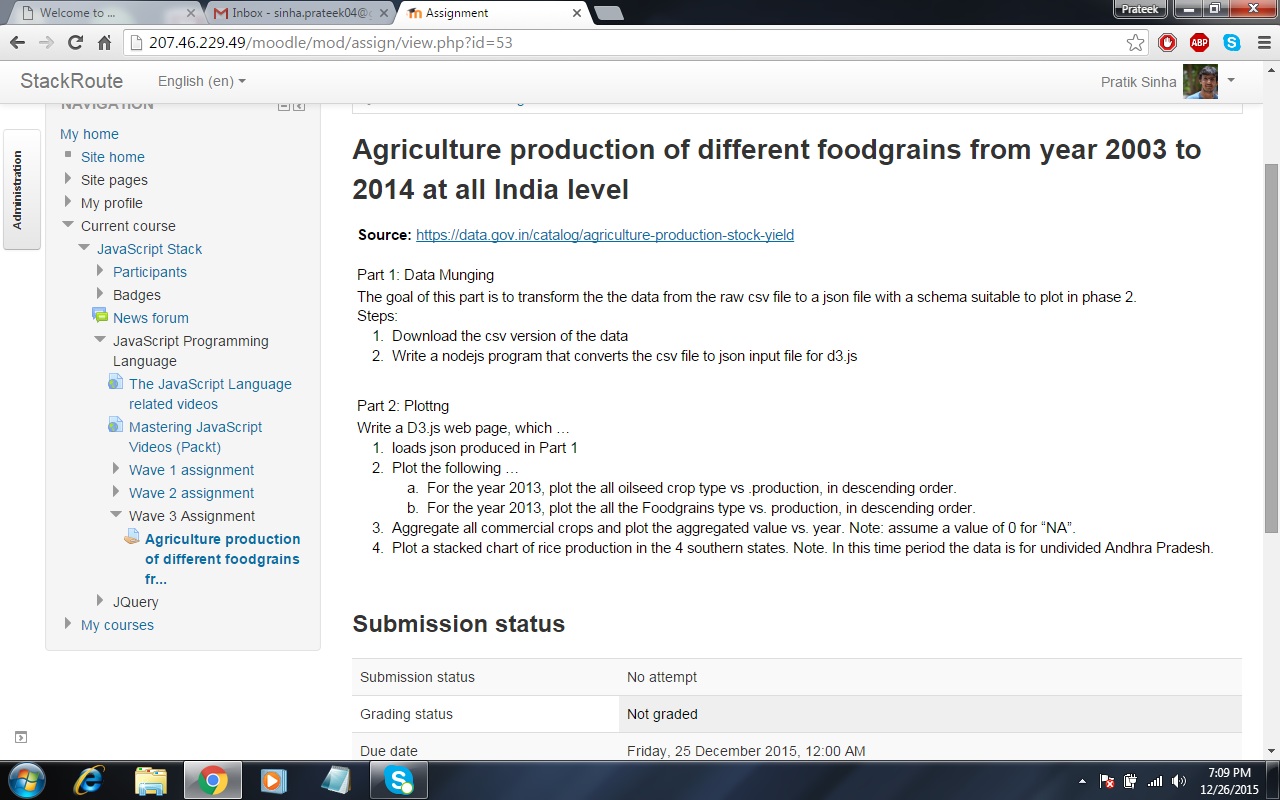 Welcome to ...
Inbox - sinha.prateek04@g
Assignment
Prateek
207.46.229.49/moodle/mod/assign/view.php?id=53
ABP
StackRoute
English (en)
Pratik Sinha
Administration
NAVIGATION
My home
Site home
Site pages
My profile
Current course
JavaScript Stack
Participants
Badges
News forum
JavaScript Programming
Language
The JavaScript Language
related videos
Mastering JavaScript
Videos (Packt)
Wave 1 assignment
Wave 2 assignment
Wave 3 Assignment
Agriculture production
of different foodgrains
fr...
JQuery
My courses
Agriculture production of different foodgrains from year 2003 to
2014 at all India level
Source: https://data.gov.in/catalog/agriculture-production-stock-yield
Part 1: Data Munging
The goal of this part is to transform the the data from the raw csv file to a json file with a schema suitable to plot in phase 2.
Steps:
1. Download the csv version of the data
2. Write a nodejs program that converts the csv file to json input file for d3.js
Part 2: Plottng
Write a D3.js web page, which …
1. loads json produced in Part 1
2. Plot the following …
a. For the year 2013, plot the all oilseed crop type vs .production, in descending order.
b. For the year 2013, plot the all the Foodgrains type vs. production, in descending order.
3. Aggregate all commercial crops and plot the aggregated value vs. year. Note: assume a value of 0 for “NA”.
4. Plot a stacked chart of rice production in the 4 southern states. Note. In this time period the data is for undivided Andhra Pradesh.
Submission status
Submission status No attempt
Grading status Not graded
Due date Friday, 25 December 2015, 12:00 AM
7:09 PM
12/26/2015